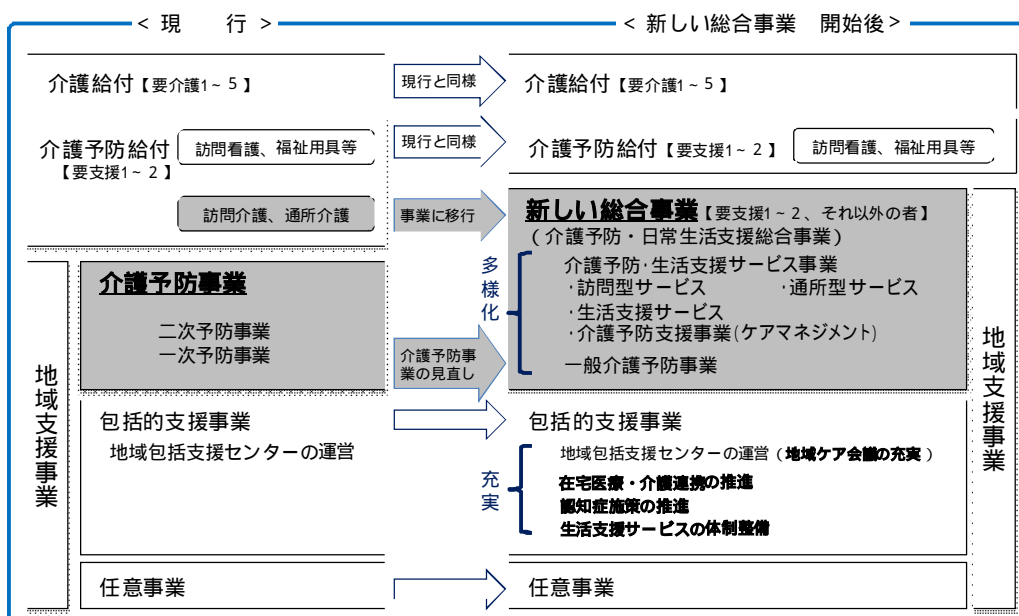 <現　　行>
<新しい総合事業　開始後>
介護給付【要介護1~5】
現行と同様
介護給付【要介護1~5】
介護予防給付
【要支援1~2】
訪問看護、福祉用具等
現行と同様
介護予防給付【要支援1~2】
訪問看護、福祉用具等
訪問介護、通所介護
事業に移行
新しい総合事業【要支援1~2、それ以外の者】
(介護予防・日常生活支援総合事業)
介護予防事業
二次予防事業
一次予防事業
介護予防事
業の見直し
多様化
介護予防・生活支援サービス事業
・訪問型サービス　　・通所型サービス
・生活支援サービス
・介護予防支援事業(ケアマネジメント)
一般介護予防事業
地域支援事業
地域支援事業
包括的支援事業
地域包括支援センターの運営
充実
包括的支援事業
地域包括支援センターの運営(地域ケア会議の充実)
在宅医療・介護連携の推進
認知症施策の推進
生活支援サービスの体制整備
任意事業
任意事業